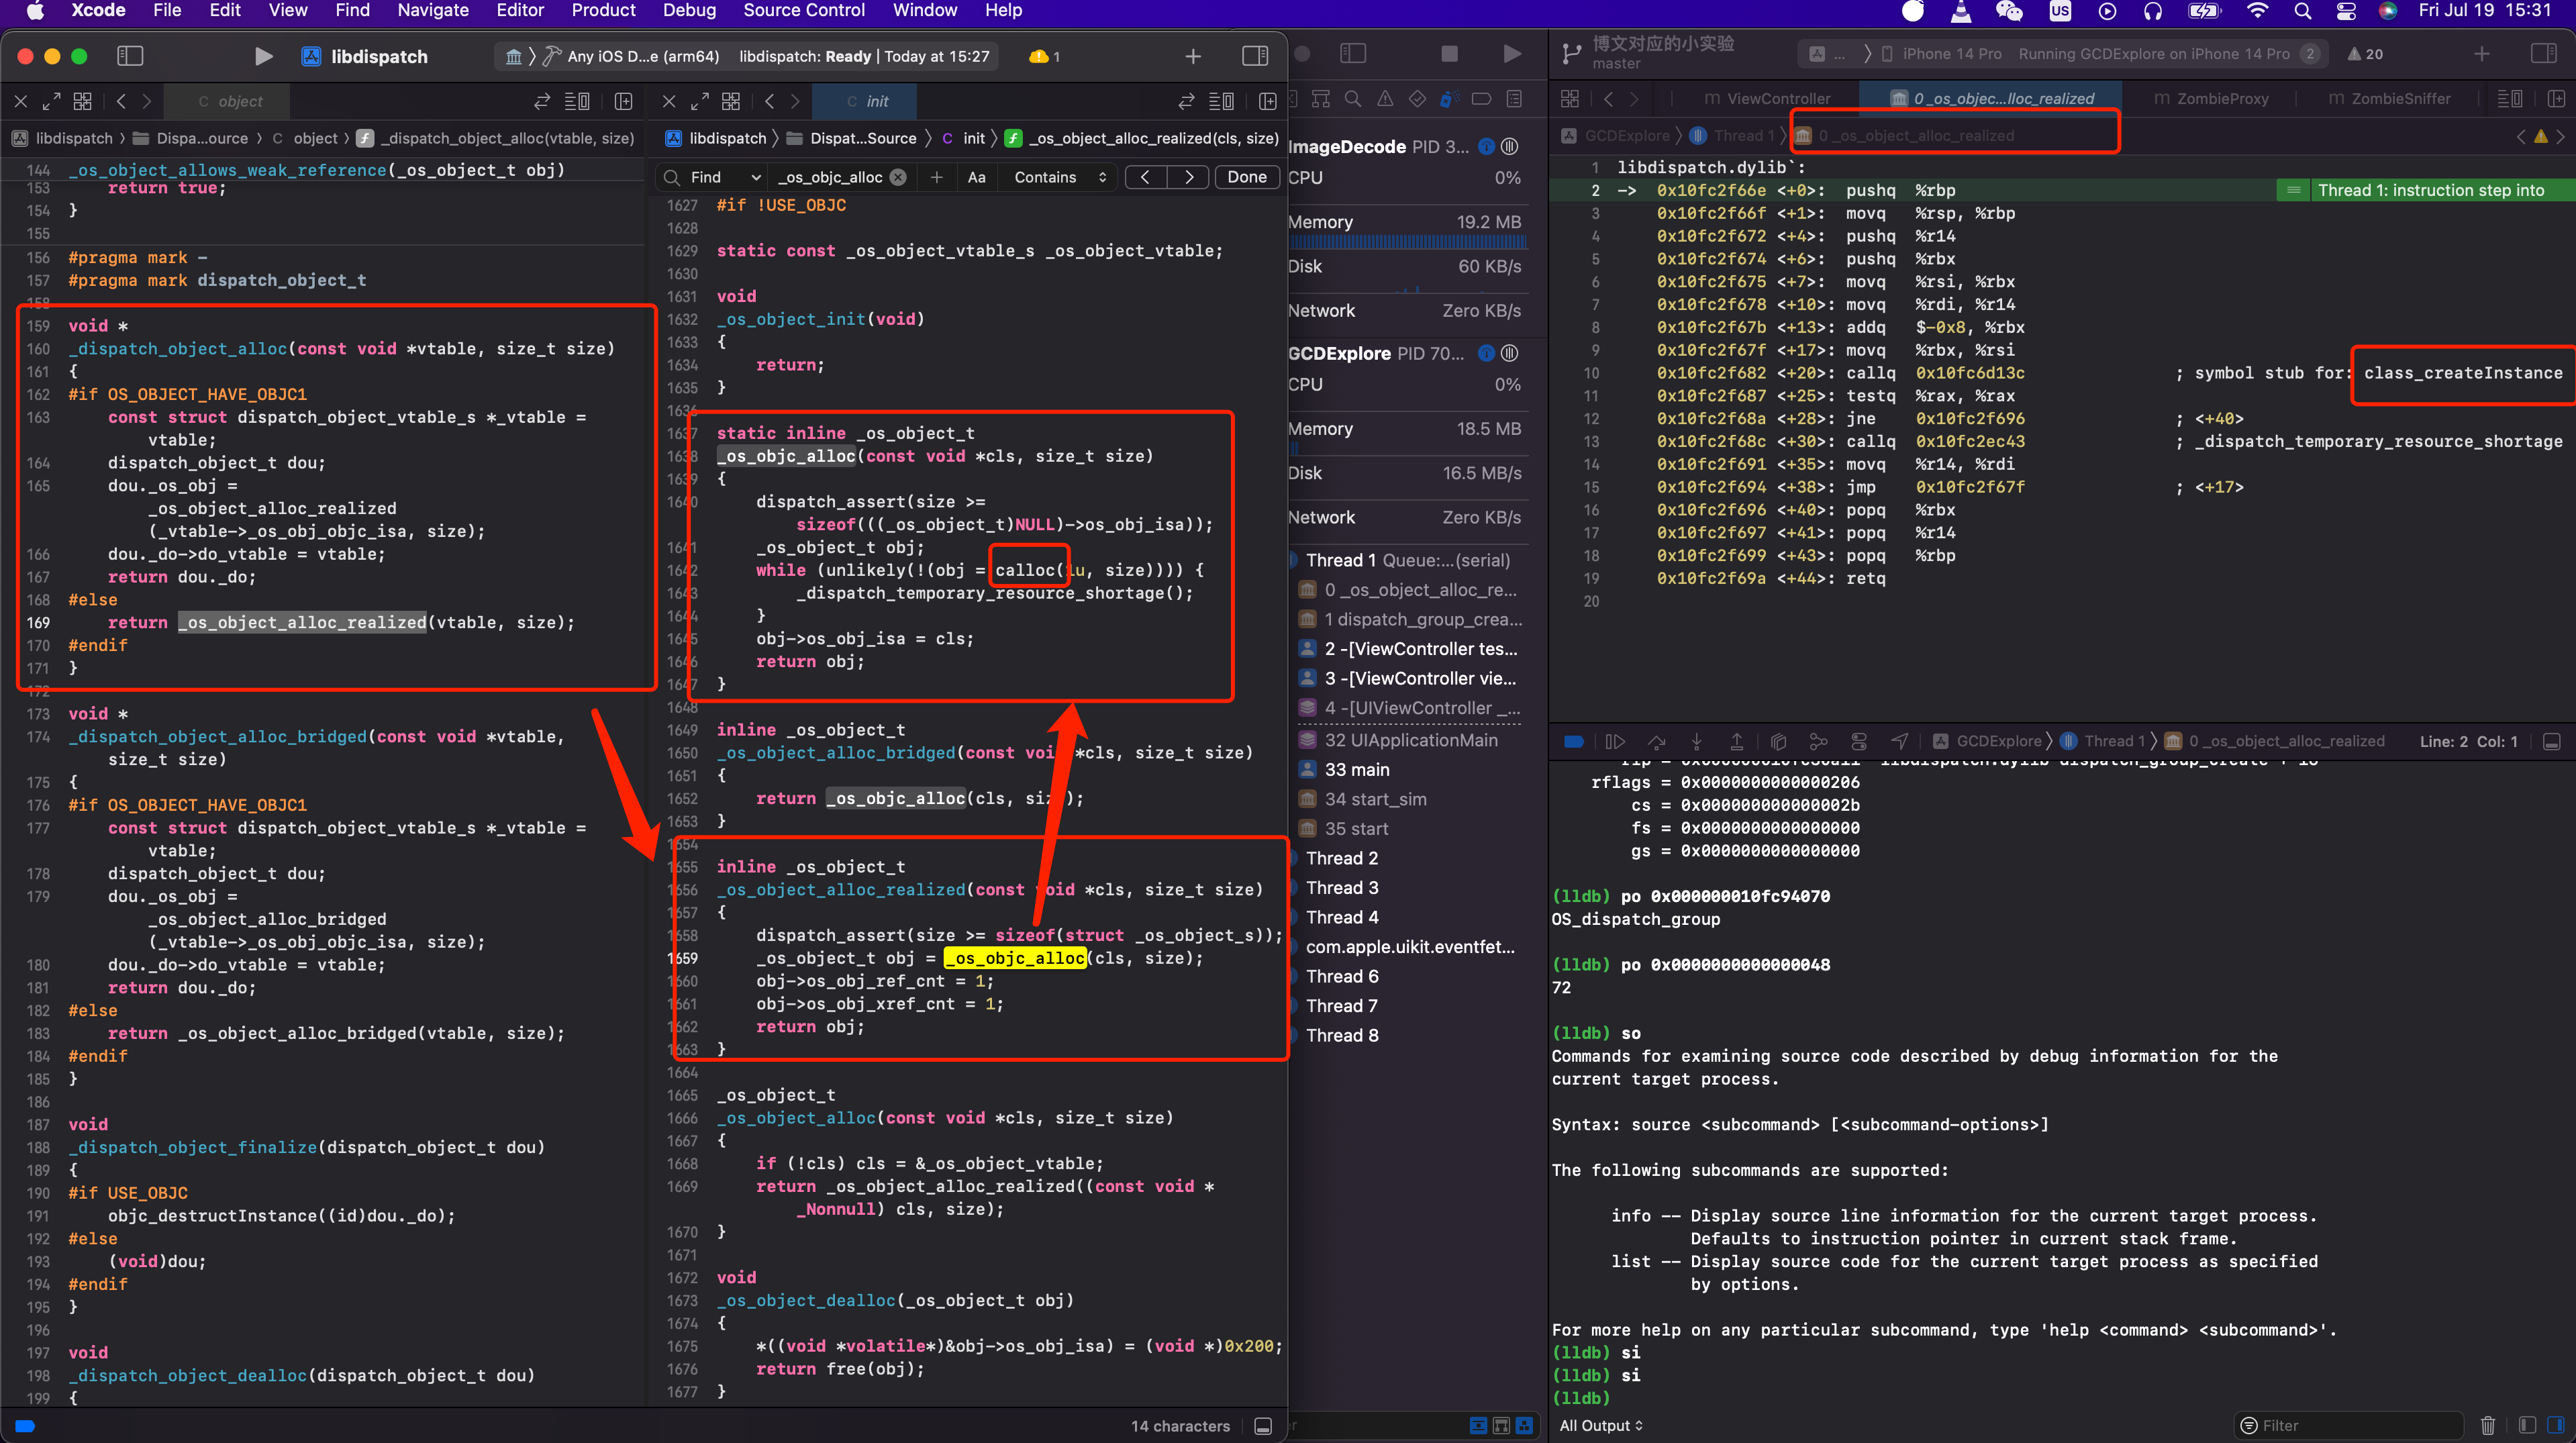 Xcode File Edit View Find Navigate Editor Product Debug Source Control Window Help
US Fri Jul 19 15:31
libdispatch
Any iOS D...e (arm64) libdispatch: Ready | Today at 15:27
1
object
libdispatch Dispa...ource object _dispatch_object_alloc(vtable, size)
144 _os_object_allows_weak_reference(_os_object_t obj)
153 return true;
154 }
155
156 #pragma mark -
157 #pragma mark dispatch_object_t
158
159 void *
160 _dispatch_object_alloc(const void *vtable, size_t size)
161 {
162 #if OS_OBJECT_HAVE_OBJC1
163 const struct dispatch_object_vtable_s *_vtable =
vtable;
164 dispatch_object_t dou;
165 dou._os_obj =
_os_object_alloc_realized
(_vtable->_os_obj_objc_isa, size);
166 dou._do->do_vtable = vtable;
167 return dou._do;
168 #else
169 return _os_object_alloc_realized(vtable, size);
170 #endif
171 }
172
173 void *
174 _dispatch_object_alloc_bridged(const void *vtable,
size_t size)
175 {
176 #if OS_OBJECT_HAVE_OBJC1
177 const struct dispatch_object_vtable_s *_vtable =
vtable;
178 dispatch_object_t dou;
179 dou._os_obj =
_os_object_alloc_bridged
(_vtable->_os_obj_objc_isa, size);
180 dou._do->do_vtable = vtable;
181 return dou._do;
182 #else
183 return _os_object_alloc_bridged(vtable, size);
184 #endif
185 }
186
187 void
188 _dispatch_object_finalize(dispatch_object_t dou)
189 {
190 #if USE_OBJC
191 objc_destructInstance((id)dou._do);
192 #else
193 (void)dou;
194 #endif
195 }
196
197 void
198 _dispatch_object_dealloc(dispatch_object_t dou)
199 {
init
libdispatch Dispat...Source init _os_object_alloc_realized(cls, size)
Find _os_objc_alloc Aa Contains Done
1627 #if !USE_OBJC
1628
1629 static const _os_object_vtable_s _os_object_vtable;
1630
1631 void
1632 _os_object_init(void)
1633 {
1634 return;
1635 }
1636
1637 static inline _os_object_t
1638 _os_objc_alloc(const void *cls, size_t size)
1639 {
1640 dispatch_assert(size >=
sizeof(((_os_object_t)NULL)->os_obj_isa));
1641 _os_object_t obj;
1642 while (unlikely(!(obj = calloc(1u, size)))) {
1643 _dispatch_temporary_resource_shortage();
1644 }
1645 obj->os_obj_isa = cls;
1646 return obj;
1647 }
1648
1649 inline _os_object_t
1650 _os_object_alloc_bridged(const void *cls, size_t size)
1651 {
1652 return _os_objc_alloc(cls, size);
1653 }
1654
1655 inline _os_object_t
1656 _os_object_alloc_realized(const void *cls, size_t size)
1657 {
1658 dispatch_assert(size >= sizeof(struct _os_object_s));
1659 _os_object_t obj = _os_objc_alloc(cls, size);
1660 obj->os_obj_ref_cnt = 1;
1661 obj->os_obj_xref_cnt = 1;
1662 return obj;
1663 }
1664
1665 _os_object_t
1666 _os_object_alloc(const void *cls, size_t size)
1667 {
1668 if (!cls) cls = &_os_object_vtable;
1669 return _os_object_alloc_realized((const void *
_Nonnull) cls, size);
1670 }
1671
1672 void
1673 _os_object_dealloc(_os_object_t obj)
1674 {
1675 *((void *volatile*)&obj->os_obj_isa) = (void *)0x200;
1676 return free(obj);
1677 }
14 characters
ImageDecode PID 3...
CPU 0%
Memory 19.2 MB
Disk 60 KB/s
Network Zero KB/s
GCDExplore PID 70...
CPU 0%
Memory 18.5 MB
Disk 16.5 MB/s
Network Zero KB/s
Thread 1 Queue:...(serial)
0 _os_object_alloc_re...
1 dispatch_group_crea...
2 -[ViewController tes...
3 -[ViewController vie...
4 -[UIViewController _...
32 UIApplicationMain
33 main
34 start_sim
35 start
Thread 2
Thread 3
Thread 4
com.apple.uikit.eventfet...
Thread 6
Thread 7
Thread 8
博文对应的小实验
master
... iPhone 14 Pro Running GCDExplore on iPhone 14 Pro 2 20
ViewController 0 _os_objec...lloc_realized ZombieProxy ZombieSniffer
GCDExplore Thread 1 0 _os_object_alloc_realized
1 libdispatch.dylib`:
2 -> 0x10fc2f66e <+0>: pushq %rbp Thread 1: instruction step into
3 0x10fc2f66f <+1>: movq %rsp, %rbp
4 0x10fc2f672 <+4>: pushq %r14
5 0x10fc2f674 <+6>: pushq %rbx
6 0x10fc2f675 <+7>: movq %rsi, %rbx
7 0x10fc2f678 <+10>: movq %rdi, %r14
8 0x10fc2f67b <+13>: addq $-0x8, %rbx
9 0x10fc2f67f <+17>: movq %rbx, %rsi
10 0x10fc2f682 <+20>: callq 0x10fc6d13c ; symbol stub for: class_createInstance
11 0x10fc2f687 <+25>: testq %rax, %rax
12 0x10fc2f68a <+28>: jne 0x10fc2f696 ; <+40>
13 0x10fc2f68c <+30>: callq 0x10fc2ec43 ; _dispatch_temporary_resource_shortage
14 0x10fc2f691 <+35>: movq %r14, %rdi
15 0x10fc2f694 <+38>: jmp 0x10fc2f67f ; <+17>
16 0x10fc2f696 <+40>: popq %rbx
17 0x10fc2f697 <+41>: popq %r14
18 0x10fc2f699 <+43>: popq %rbp
19 0x10fc2f69a <+44>: retq
20
GCDExplore Thread 1 0 _os_object_alloc_realized Line: 2 Col: 1
rflags = 0x0000000000000206
cs = 0x000000000000002b
fs = 0x0000000000000000
gs = 0x0000000000000000
(lldb) po 0x000000010fc94070
OS_dispatch_group
(lldb) po 0x0000000000000048
72
(lldb) so
Commands for examining source code described by debug information for the
current target process.
Syntax: source <subcommand> [<subcommand-options>]
The following subcommands are supported:
info -- Display source line information for the current target process.
Defaults to instruction pointer in current stack frame.
list -- Display source code for the current target process as specified
by options.
For more help on any particular subcommand, type 'help <command> <subcommand>'.
(lldb) si
(lldb) si
(lldb)
All Output Filter